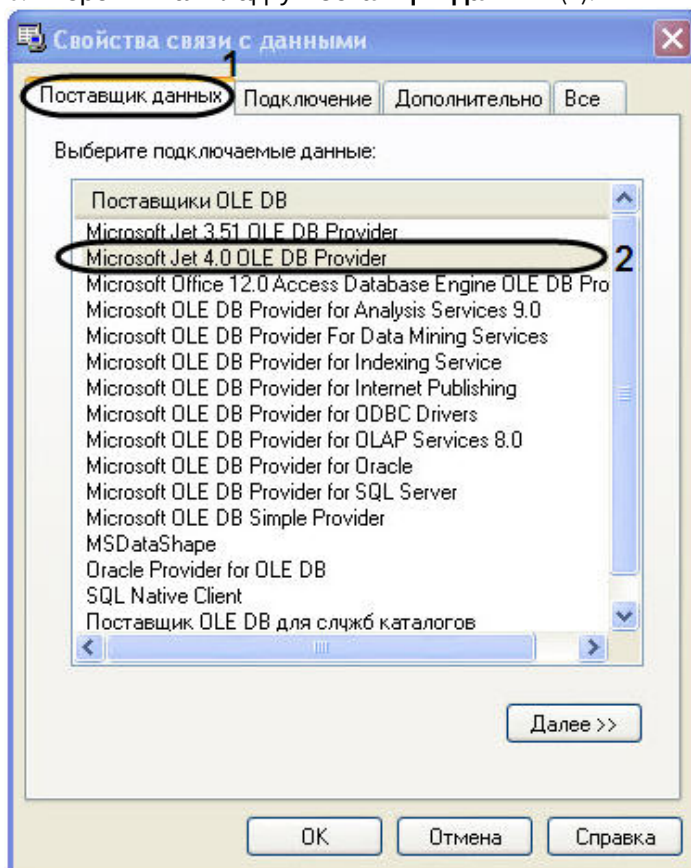 Свойства связи с данными
1
Поставщик данных Подключение Дополнительно Все
Выберите подключаемые данные:
Поставщики OLE DB
Microsoft Jet 3.51 OLE DB Provider
Microsoft Jet 4.0 OLE DB Provider
2
Microsoft Office 12.0 Access Database Engine OLE DB Pro
Microsoft OLE DB Provider for Analysis Services 9.0
Microsoft OLE DB Provider For Data Mining Services
Microsoft OLE DB Provider for Indexing Service
Microsoft OLE DB Provider for Internet Publishing
Microsoft OLE DB Provider for ODBC Drivers
Microsoft OLE DB Provider for OLAP Services 8.0
Microsoft OLE DB Provider for Oracle
Microsoft OLE DB Provider for SQL Server
Microsoft OLE DB Simple Provider
MSDataShape
Oracle Provider for OLE DB
SQL Native Client
Поставщик OLE DB для служб каталогов
Далее >>
OK Отмена Справка